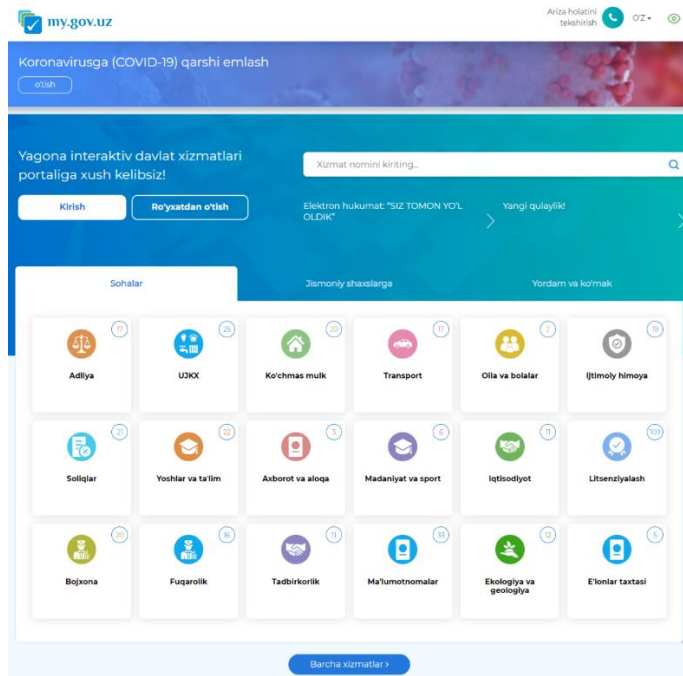 my.gov.uz
Ariza holatini
tekshirish
O'Z
Koronavirusga (COVID-19) qarshi emlash
o'tish
Yagona interaktiv davlat xizmatlari
portaliga xush kelibsiz!
Xizmat nomini kiriting...
Kirish
Ro'yxatdan o'tish
Elektron hukumat: "SIZ TOMON YO'L
OLDIK"
Yangi qulaylik!
Sohalar
Jismoniy shaxslarga
Yordam va ko'mak
17
25
20
17
2
19
Adliya
UJKX
Ko'chmas mulk
Transport
Oila va bolalar
Ijtimoiy himoya
21
22
3
6
11
109
Soliqlar
Yoshlar va ta'lim
Axborot va aloqa
Madaniyat va sport
Iqtisodiyot
Litsenziyalash
20
16
11
33
12
5
Bojxona
Fuqarolik
Tadbirkorlik
Ma'lumotnomalar
Ekologiya va
geologiya
E'lonlar taxtasi
Barcha xizmatlar ›